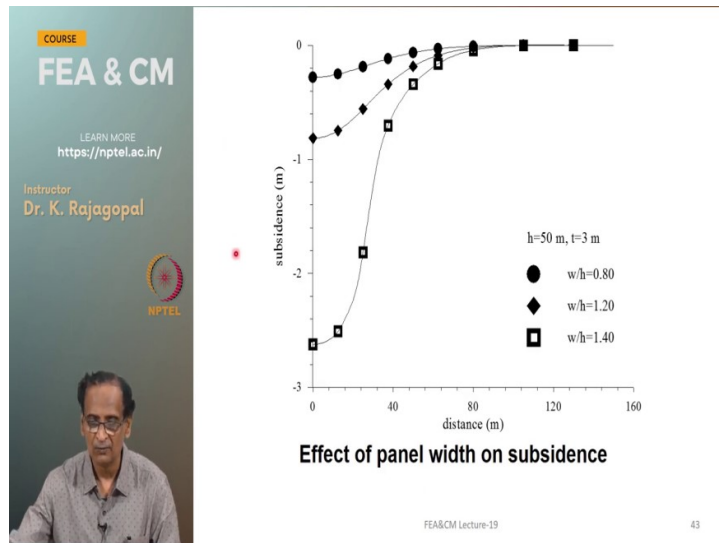 COURSE
FEA & CM
LEARN MORE
https://nptel.ac.in/
Instructor
Dr. K. Rajagopal
NPTEL
0
-1
-2
-3
subsidence (m)
h=50 m, t=3 m
w/h=0.80
w/h=1.20
w/h=1.40
0 40 80 120 160
distance (m)
Effect of panel width on subsidence
FEA&CM Lecture-19 43